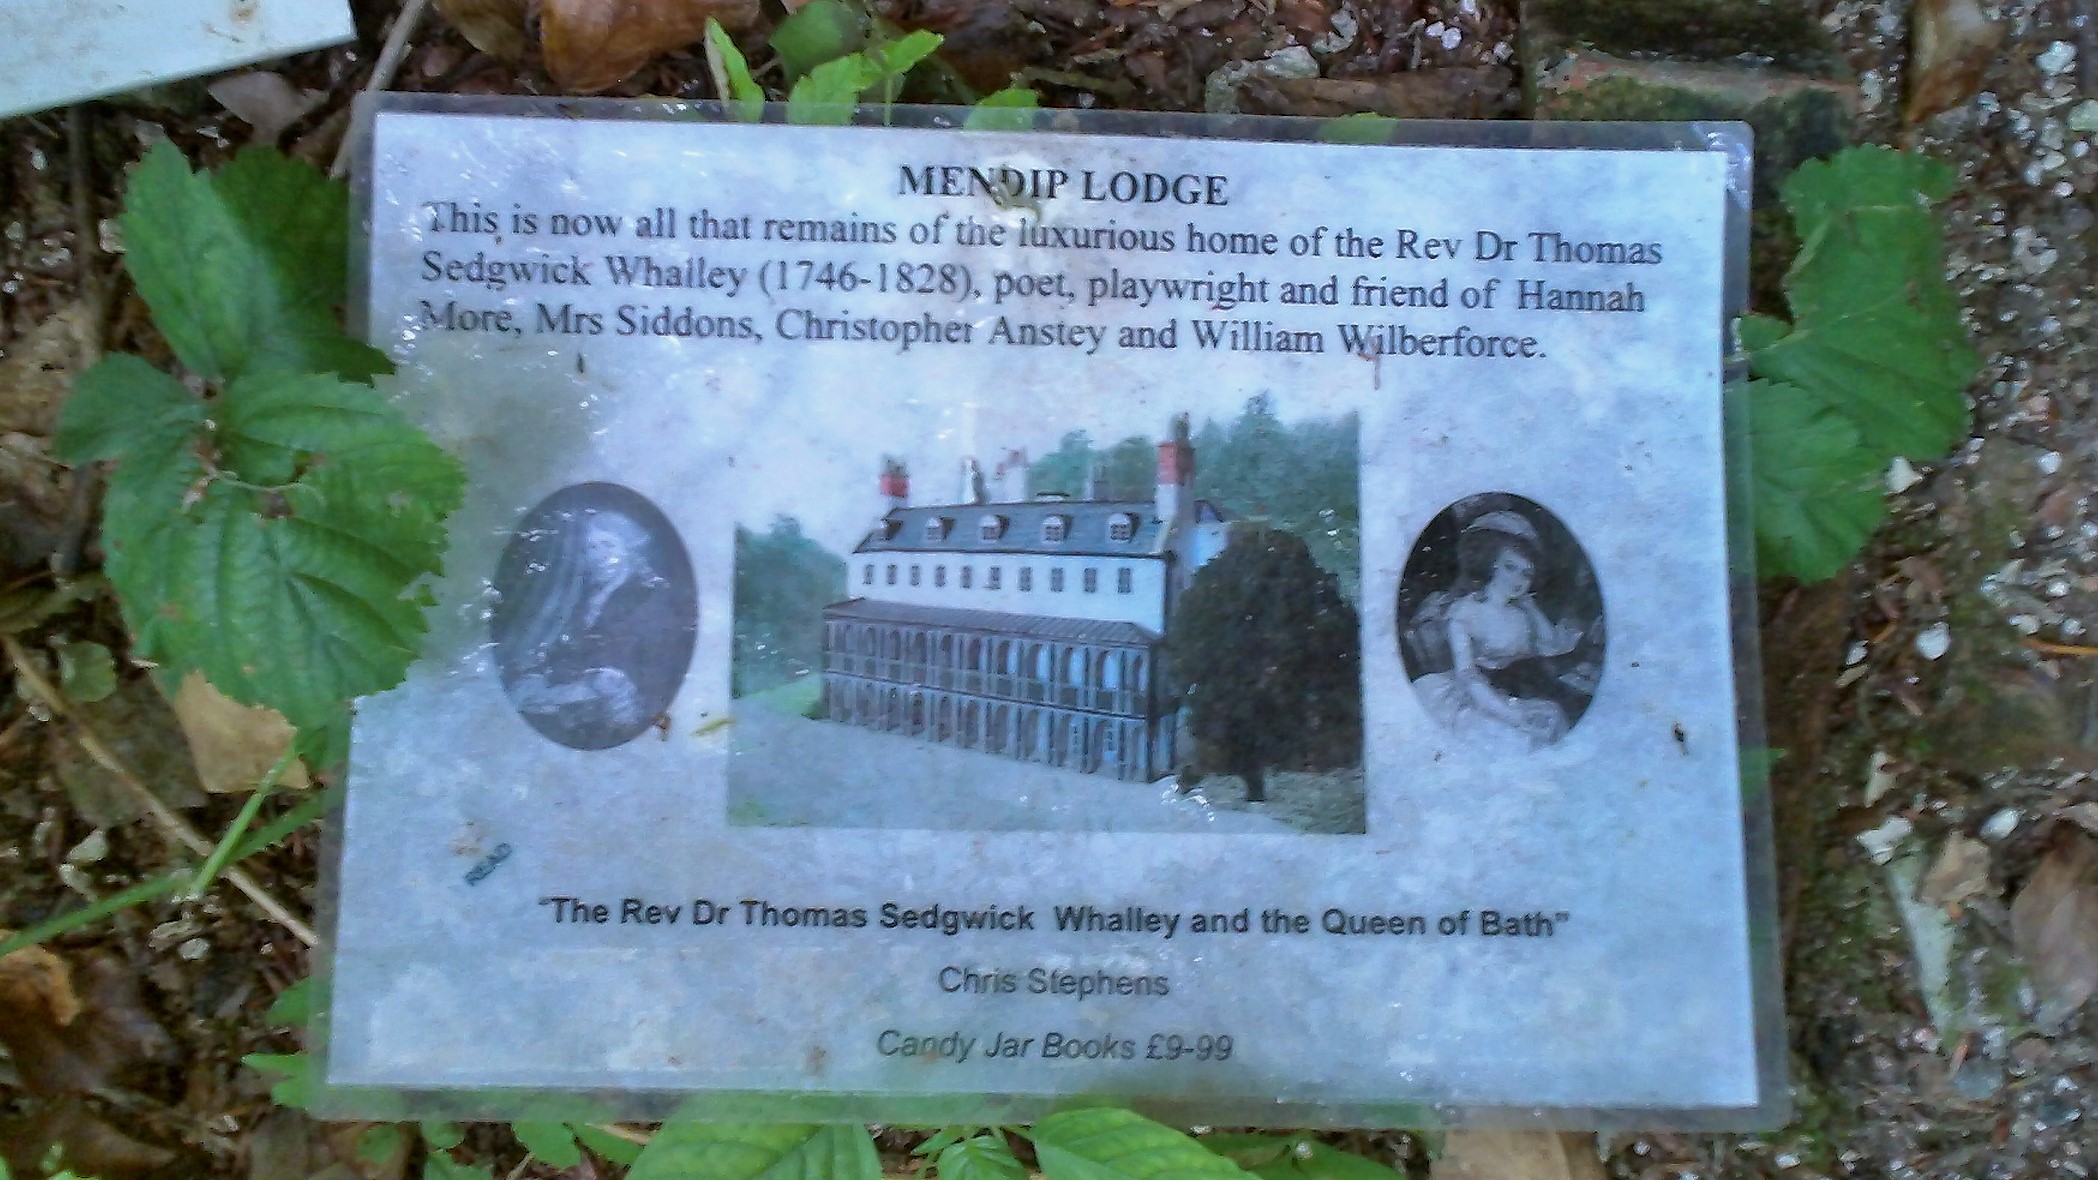 MENDIP LODGE
This is now all that remains of the luxurious home of the Rev Dr Thomas
Sedgwick Whalley (1746-1828), poet, playwright and friend of Hannah
More, Mrs Siddons, Christopher Anstey and William Wilberforce.
READ
"The Rev Dr Thomas Sedgwick Whalley and the Queen of Bath"
Chris Stephens
Candy Jar Books £9-99